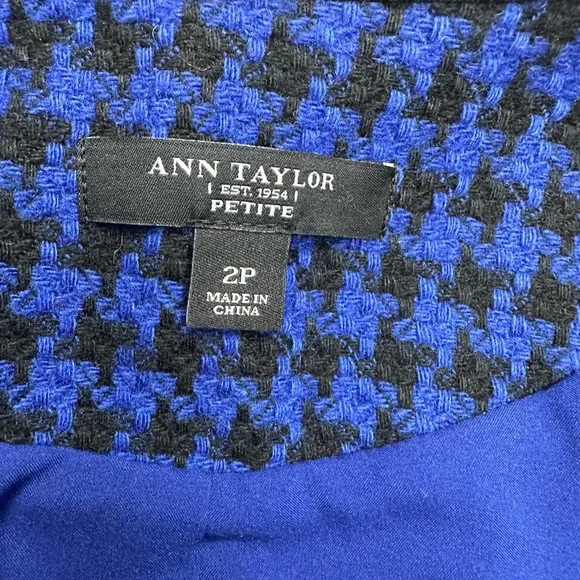 ANN TAYLOR
| EST. 1954 |
PETITE
2P
MADE IN
CHINA